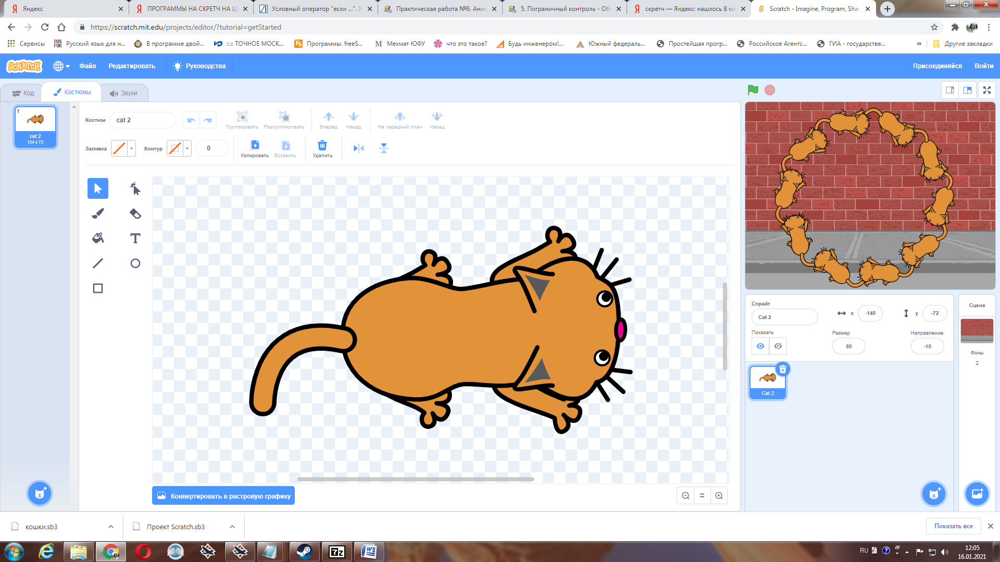 Яндекс
ПРОГРАММЫ НА СКРЕТЧ НА Ц
Условный оператор "если ...". У
Практическая работа №6. Аним
5. Пограничный контроль - Об
скретч — Яндекс: нашлось 8 мл
Scratch - Imagine, Program, Shar
https://scratch.mit.edu/projects/editor/?tutorial=getStarted
Сервисы
RUS FOR
Русский язык для н...
В программе двой...
::.:: ТОЧНОЕ МОСК...
FS
Программы. freeS...
M
Мехмат ЮФУ
что это такое?
Будь инженером!...
Южный федераль...
Простейшая прогр...
Российское Агентс...
ГИА - государстве...
»
Другие закладки
SCRATCH
Файл
Редактировать
Руководства
Присоединяйся
Войти
Код
Костюмы
Звуки
1
cat 2
134 x 73
Костюм
cat 2
Группировать
Разгруппировать
Вперёд
Назад
На передний план
Назад
Заливка
Контур
0
Копировать
Вставить
Удалить
T
Конвертировать в растровую графику
Спрайт
Cat 2
x
-140
y
-72
Показать
Размер
80
Направление
-10
Cat 2
Сцена
Фоны
2
кошки.sb3
Проект Scratch.sb3
Показать все
7z
W
RU
12:05
16.01.2021